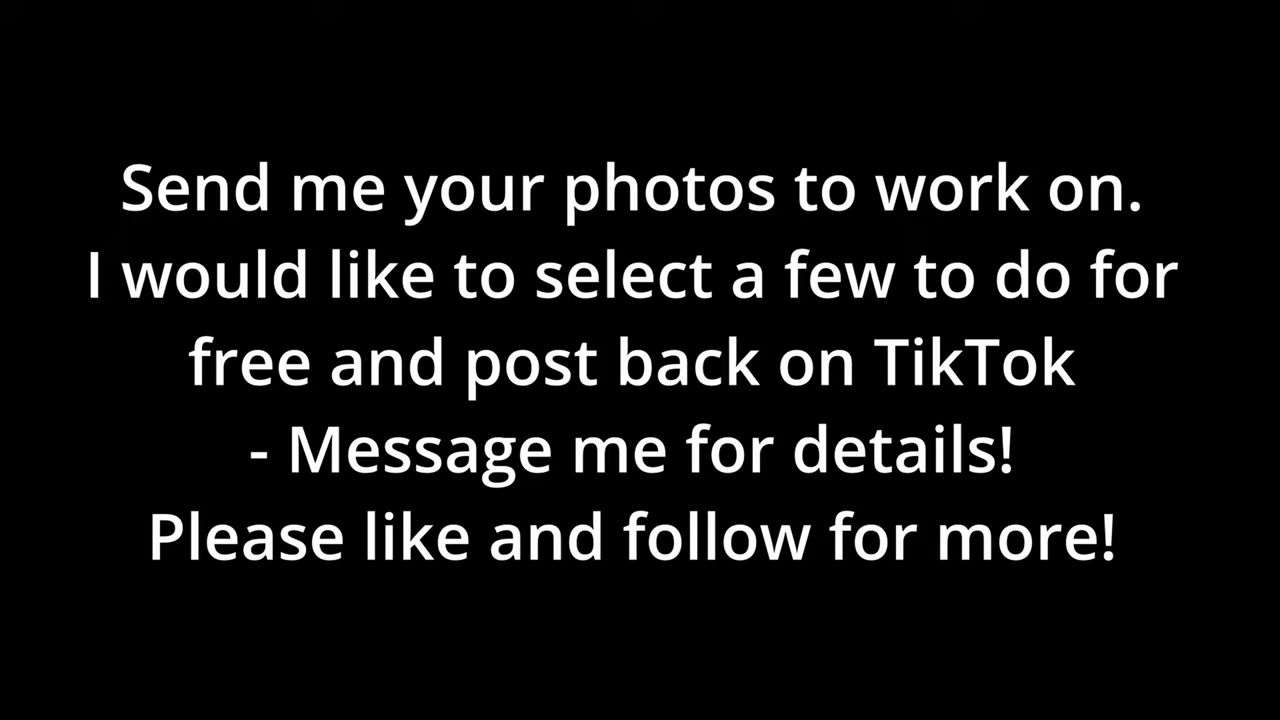 Send me your photos to work on.
I would like to select a few to do for
free and post back on TikTok
- Message me for details!
Please like and follow for more!